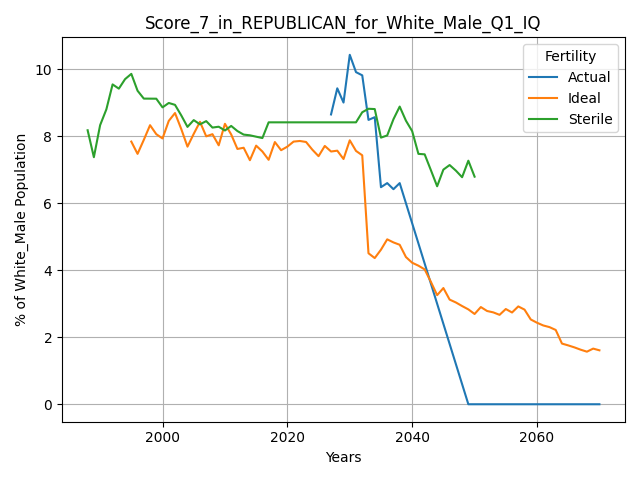 Score_7_in_REPUBLICAN_for_White_Male_Q1_IQ
% of White_Male Population
10
8
6
4
2
0
2000
2020
2040
2060
Years
Fertility
Actual
Ideal
Sterile